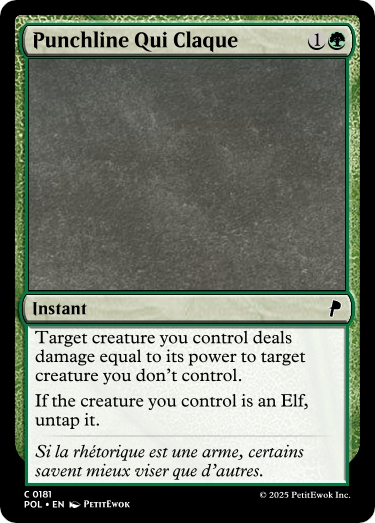 Punchline Qui Claque 1
Instant
Target creature you control deals
damage equal to its power to target
creature you don't control.
If the creature you control is an Elf,
untap it.
Si la rhétorique est une arme, certains
savent mieux viser que d'autres.
C 0181
POL • EN PETITEWOK
© 2025 PetitEwok Inc.